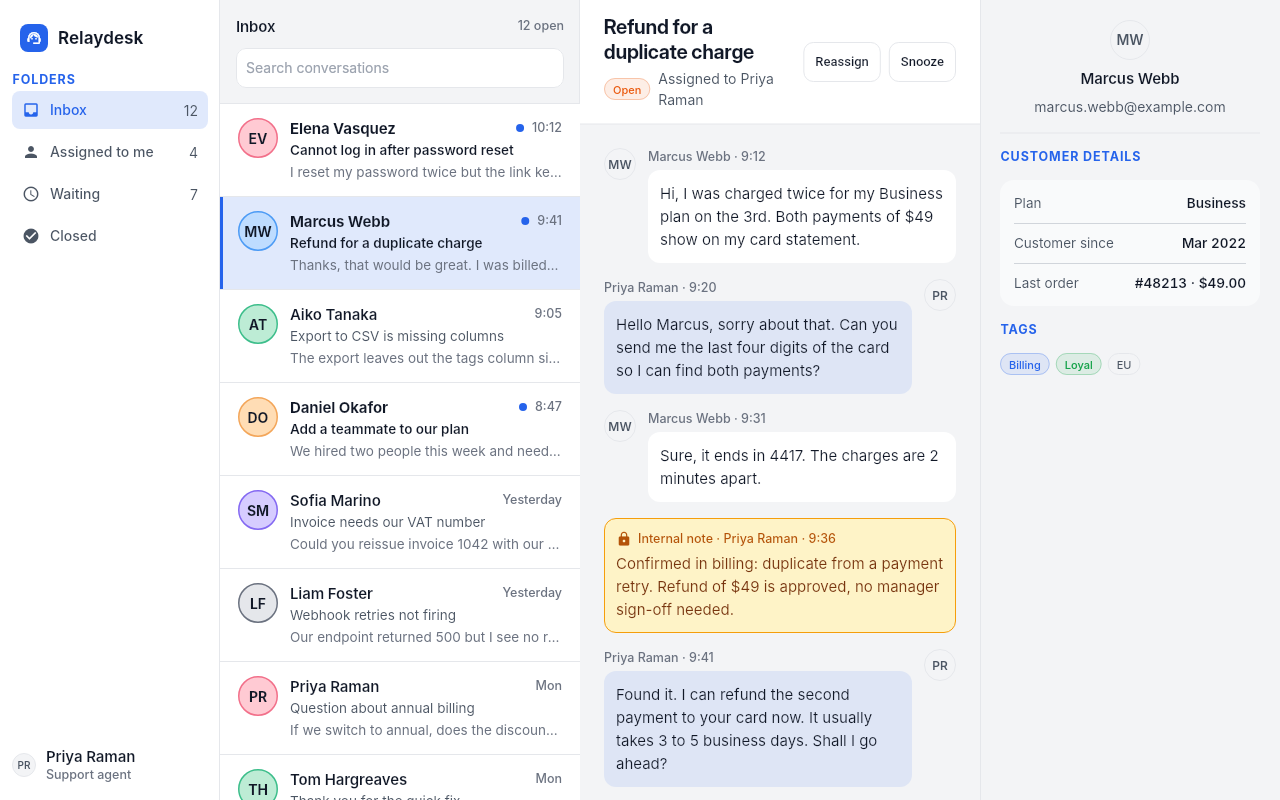 Relaydesk
FOLDERS
Inbox 12
Assigned to me 4
Waiting 7
Closed
PR
Priya Raman
Support agent
Inbox 12 open
Search conversations
EV
Elena Vasquez 10:12
Cannot log in after password reset
I reset my password twice but the link ke...
MW
Marcus Webb 9:41
Refund for a duplicate charge
Thanks, that would be great. I was billed...
AT
Aiko Tanaka 9:05
Export to CSV is missing columns
The export leaves out the tags column si...
DO
Daniel Okafor 8:47
Add a teammate to our plan
We hired two people this week and need...
SM
Sofia Marino Yesterday
Invoice needs our VAT number
Could you reissue invoice 1042 with our ...
LF
Liam Foster Yesterday
Webhook retries not firing
Our endpoint returned 500 but I see no r...
PR
Priya Raman Mon
Question about annual billing
If we switch to annual, does the discoun...
TH
Tom Hargreaves Mon
Thank you for the quick fix
Refund for a
duplicate charge
Open
Assigned to Priya
Raman
Reassign
Snooze
MW
Marcus Webb · 9:12
Hi, I was charged twice for my Business
plan on the 3rd. Both payments of $49
show on my card statement.
Priya Raman · 9:20
PR
Hello Marcus, sorry about that. Can you
send me the last four digits of the card
so I can find both payments?
MW
Marcus Webb · 9:31
Sure, it ends in 4417. The charges are 2
minutes apart.
Internal note · Priya Raman · 9:36
Confirmed in billing: duplicate from a payment
retry. Refund of $49 is approved, no manager
sign-off needed.
Priya Raman · 9:41
PR
Found it. I can refund the second
payment to your card now. It usually
takes 3 to 5 business days. Shall I go
ahead?
MW
Marcus Webb
marcus.webb@example.com
CUSTOMER DETAILS
Plan Business
Customer since Mar 2022
Last order #48213 · $49.00
TAGS
Billing Loyal EU